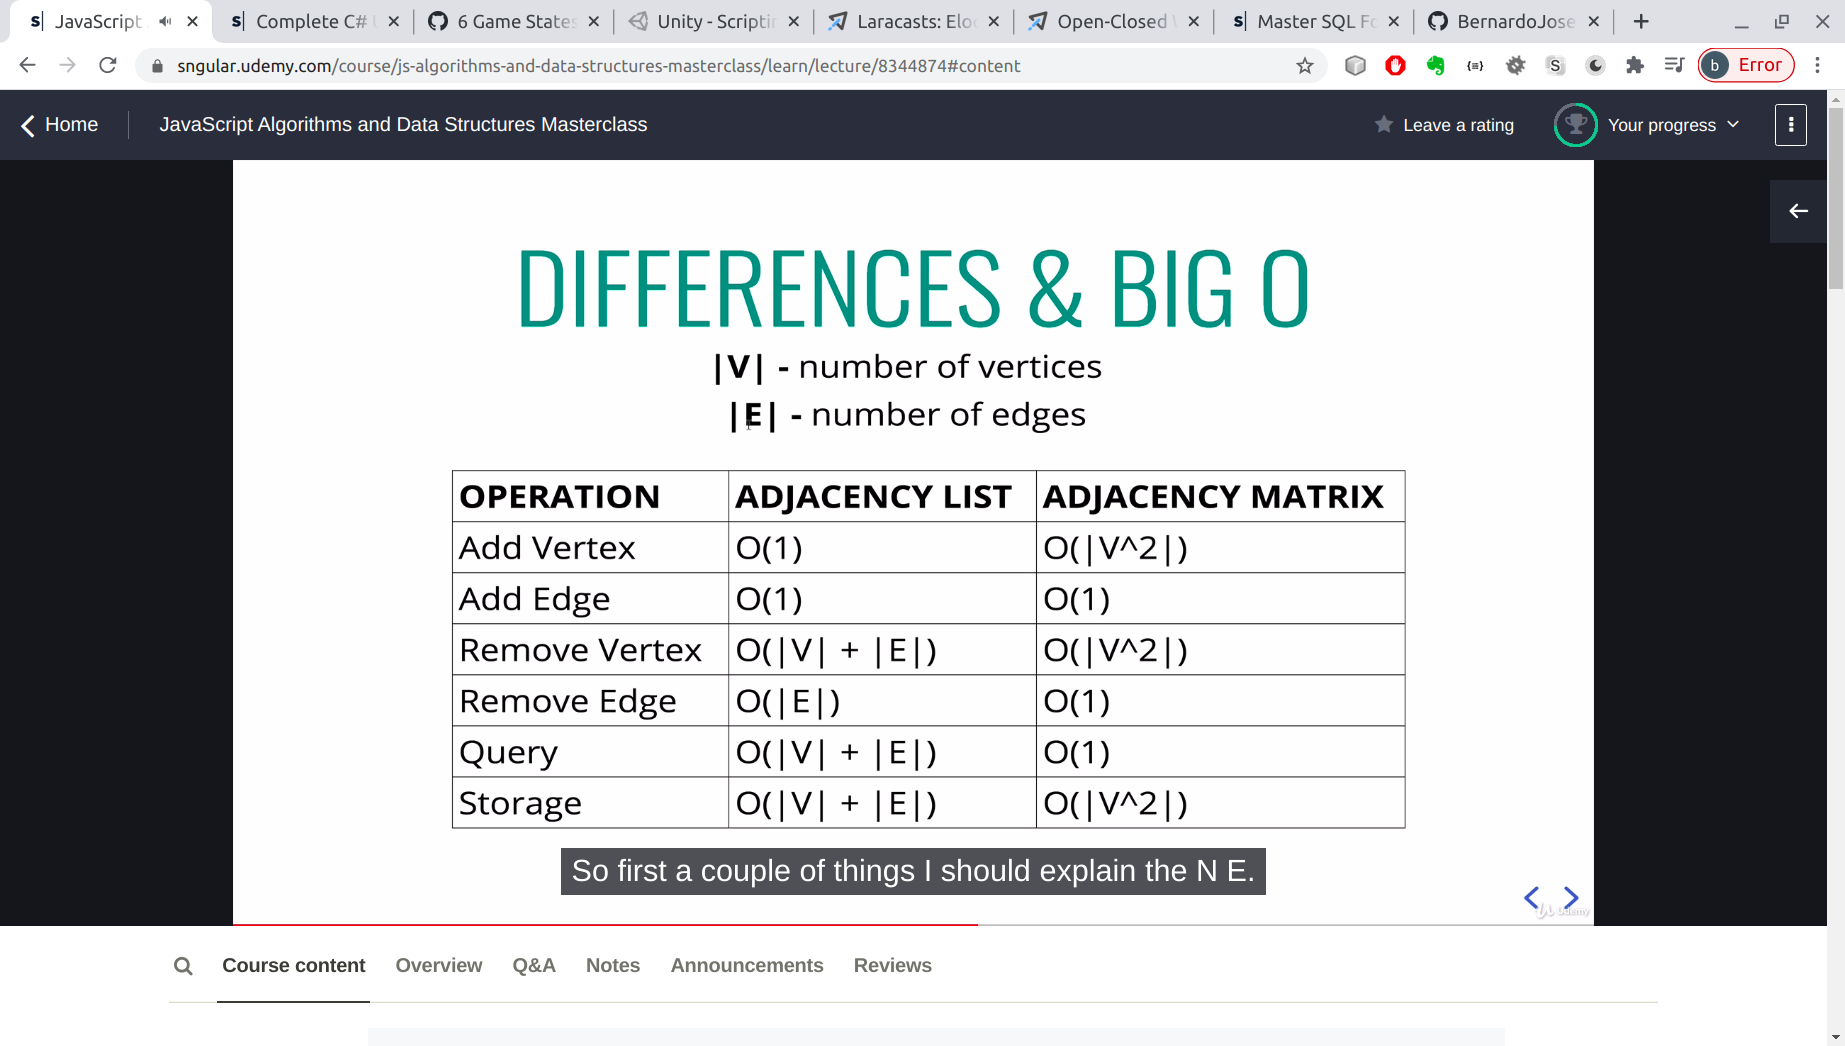 JavaScript Complete C# 6 Game States Unity - Scriptin Laracasts: Elo Open-Closed Master SQL Fo BernardoJose
sngular.udemy.com/course/js-algorithms-and-data-structures-masterclass/learn/lecture/8344874#content b Error
Home JavaScript Algorithms and Data Structures Masterclass Leave a rating Your progress
DIFFERENCES & BIG O
|V| - number of vertices
|E| - number of edges
OPERATION ADJACENCY LIST ADJACENCY MATRIX
Add Vertex O(1) O(|V^2|)
Add Edge O(1) O(1)
Remove Vertex O(|V| + |E|) O(|V^2|)
Remove Edge O(|E|) O(1)
Query O(|V| + |E|) O(1)
Storage O(|V| + |E|) O(|V^2|)
So first a couple of things I should explain the N E.
Udemy
Course content Overview Q&A Notes Announcements Reviews